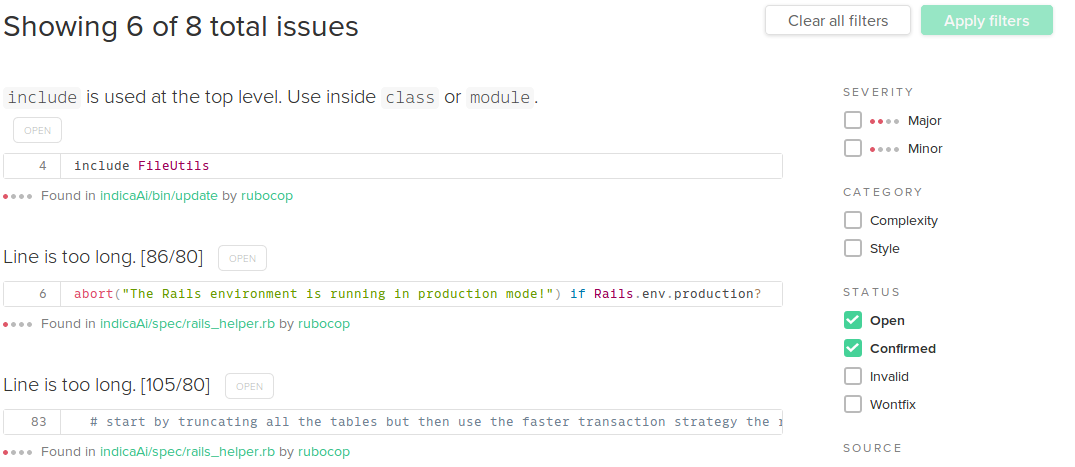 Showing 6 of 8 total issues
Clear all filters
Apply filters
include is used at the top level. Use inside class or module.
OPEN
4 include FileUtils
Found in indicaAi/bin/update by rubocop
Line is too long. [86/80]
OPEN
6 abort("The Rails environment is running in production mode!") if Rails.env.production?
Found in indicaAi/spec/rails_helper.rb by rubocop
Line is too long. [105/80]
OPEN
83 # start by truncating all the tables but then use the faster transaction strategy the
Found in indicaAi/spec/rails_helper.rb by rubocop
SEVERITY
Major
Minor
CATEGORY
Complexity
Style
STATUS
Open
Confirmed
Invalid
Wontfix
SOURCE